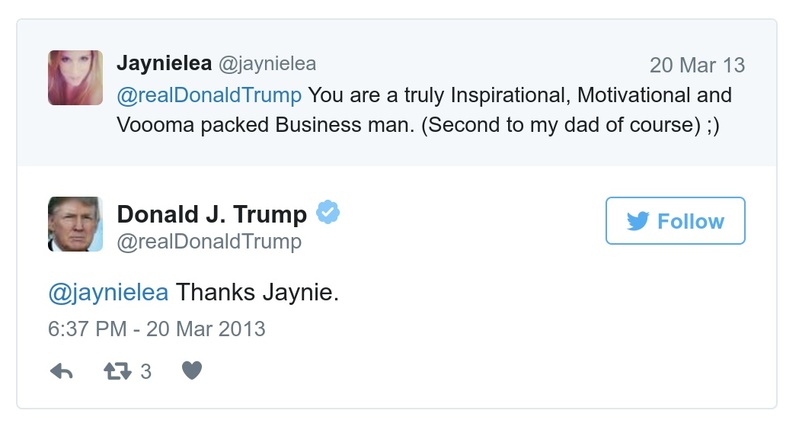 Jaynielea @jaynielea 20 Mar 13
@realDonaldTrump You are a truly Inspirational, Motivational and
Voooma packed Business man. (Second to my dad of course) ;)
Donald J. Trump
Follow
@realDonaldTrump
@jaynielea Thanks Jaynie.
6:37 PM - 20 Mar 2013
3